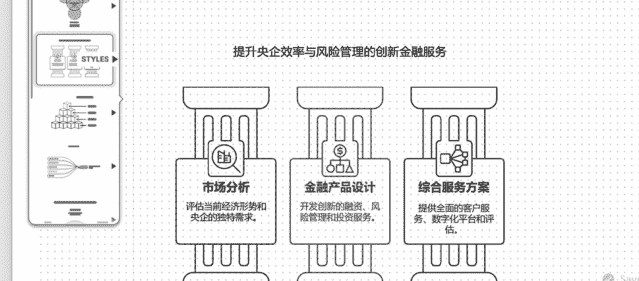 提升央企效率与风险管理的创新金融服务
STYLES
市场分析
评估当前经济形势和
央企的独特需求。
金融产品设计
开发创新的融资、风
险管理和投资服务。
综合服务方案
提供全面的客户服
务、数字化平台和评
估。